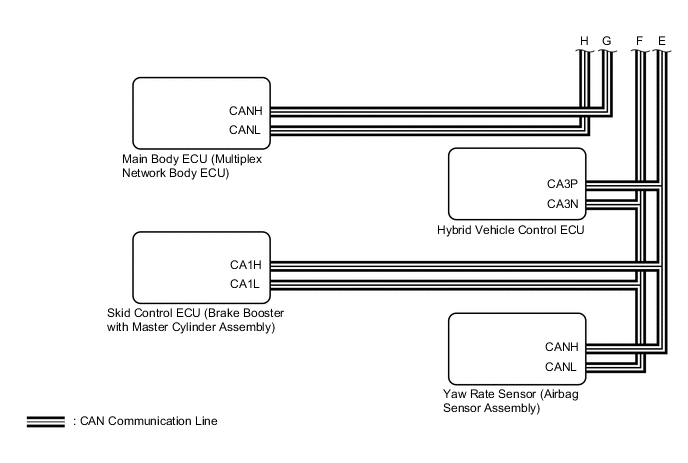 H G F E
CANH
CANL
Main Body ECU (Multiplex
Network Body ECU)
CA3P
CA3N
Hybrid Vehicle Control ECU
CA1H
CA1L
Skid Control ECU (Brake Booster
with Master Cylinder Assembly)
CANH
CANL
Yaw Rate Sensor (Airbag
Sensor Assembly)
: CAN Communication Line